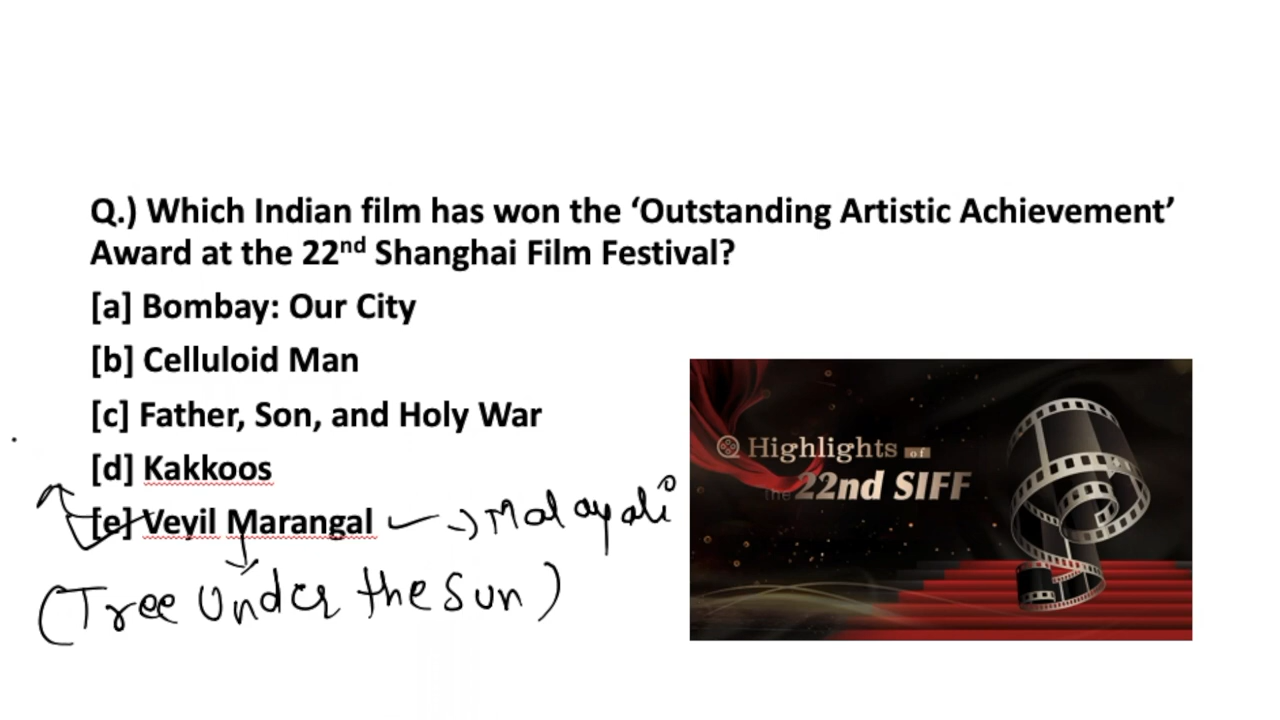 Q.) Which Indian film has won the ‘Outstanding Artistic Achievement’
Award at the 22nd Shanghai Film Festival?
[a] Bombay: Our City
[b] Celluloid Man
[c] Father, Son, and Holy War
[d] Kakkoos
[e] Veyil Marangal → Malayali
(Tree Under the Sun)
Highlights of
the 22nd SIFF